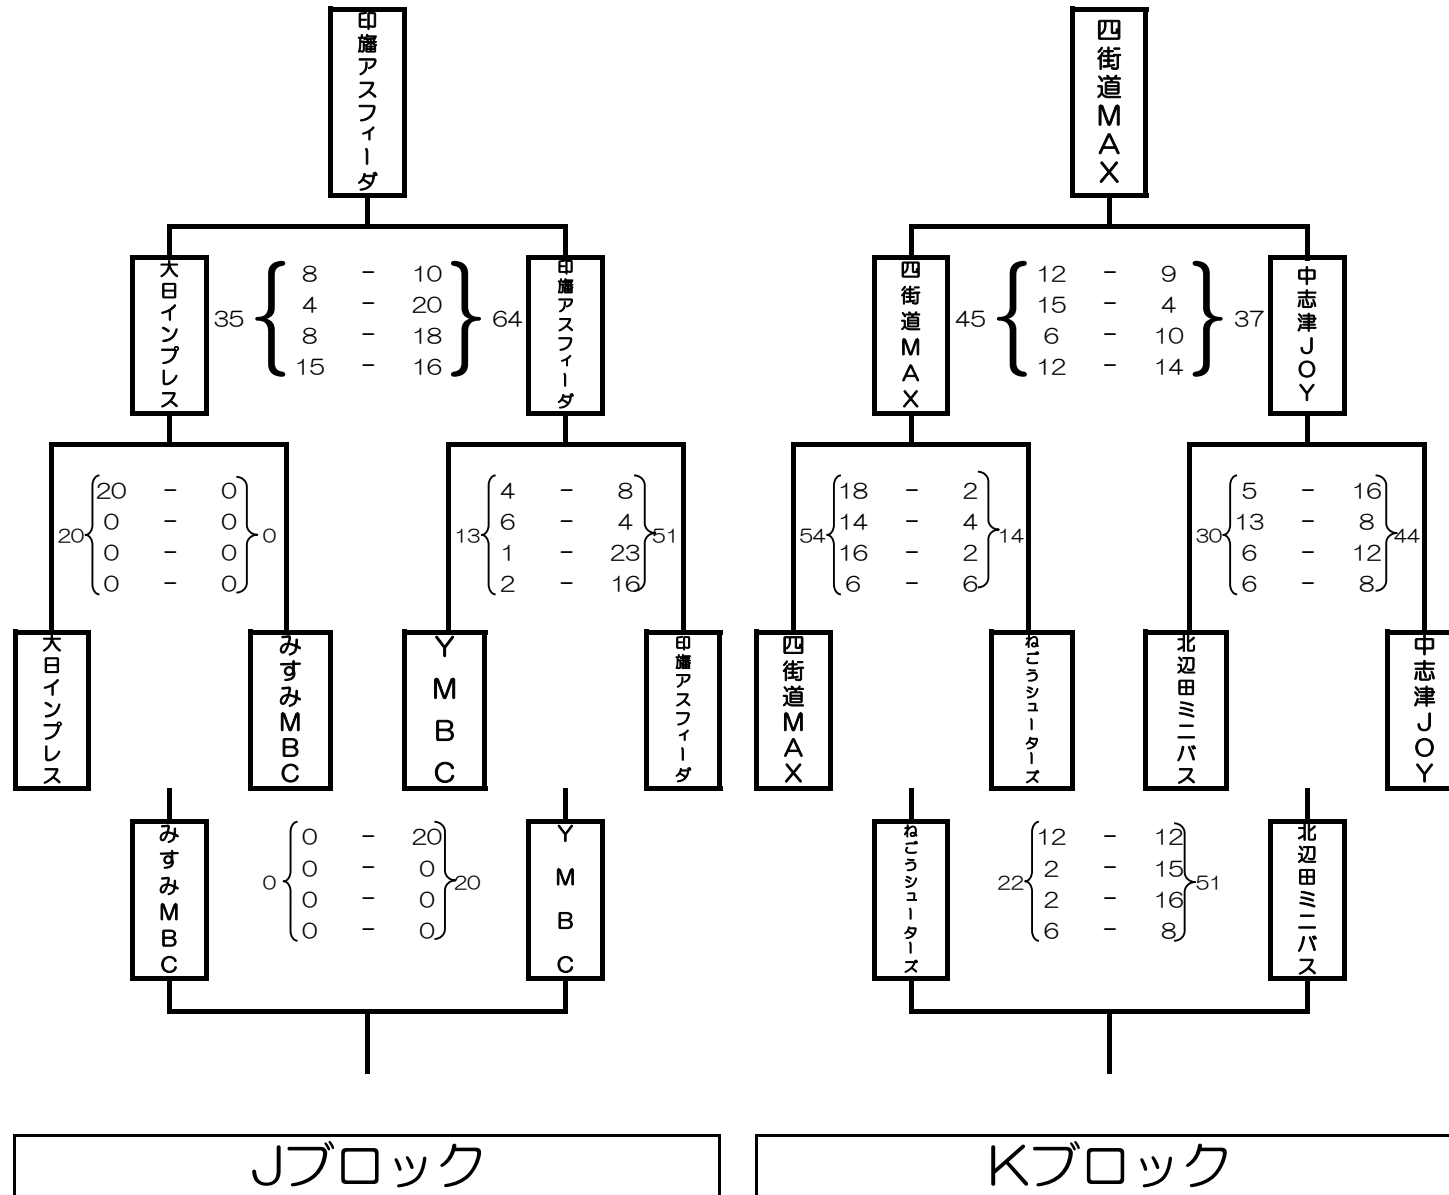 印旛アスフィーダ
四街道MAX
大日インプレス
35
8 - 10
4 - 20
8 - 18
15 - 16
64
印旛アスフィーダ
四街道MAX
45
12 - 9
15 - 4
6 - 10
12 - 14
37
中志津JOY
20
20 - 0
0 - 0
0 - 0
0 - 0
0
13
4 - 8
6 - 4
1 - 23
2 - 16
51
54
18 - 2
14 - 4
16 - 2
6 - 6
14
30
5 - 16
13 - 8
6 - 12
6 - 8
44
大日インプレス
みすみMBC
YMBC
印旛アスフィーダ
四街道MAX
ねごうシューターズ
北辺田ミニバス
中志津JOY
みすみMBC
0
0 - 20
0 - 0
0 - 0
0 - 0
20
YMBC
ねごうシューターズ
22
12 - 12
2 - 15
2 - 16
6 - 8
51
北辺田ミニバス
Jブロック
Kブロック